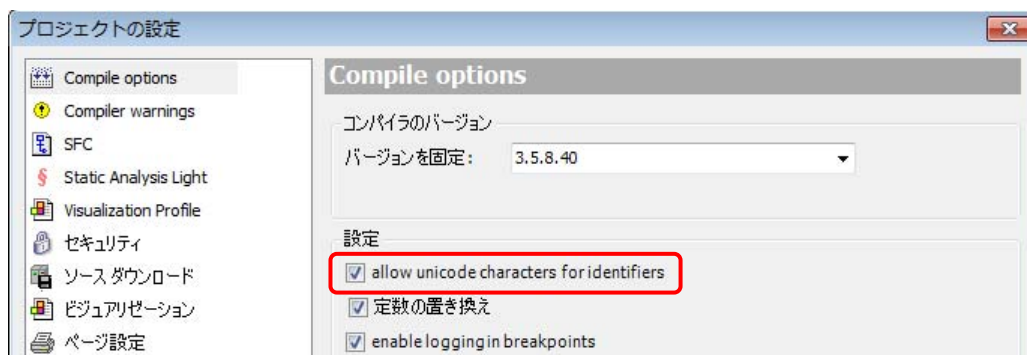 プロジェクトの設定
Compile options
Compiler warnings
SFC
Static Analysis Light
Visualization Profile
セキュリティ
ソース ダウンロード
ビジュアリゼーション
ページ設定
Compile options
コンパイラのバージョン
バージョンを固定: 3.5.8.40
設定
allow unicode characters for identifiers
定数の置き換え
enable logging in breakpoints